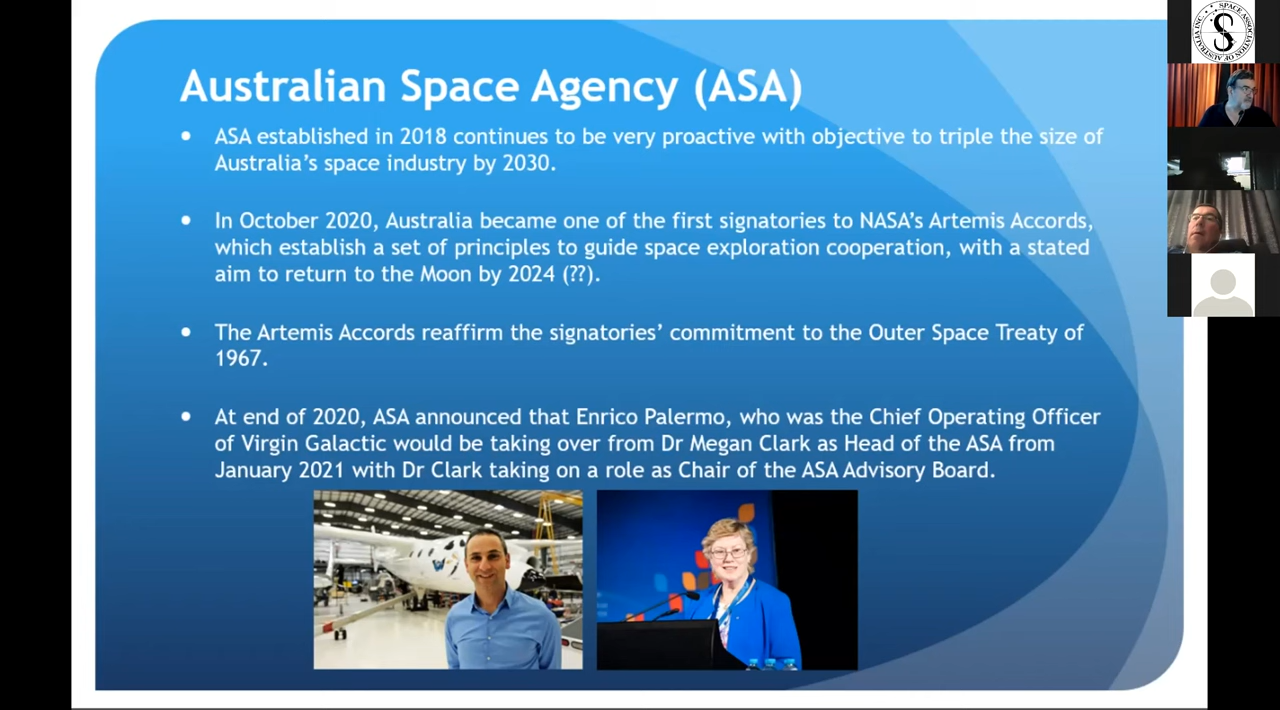 Australian Space Agency (ASA)
ASA established in 2018 continues to be very proactive with objective to triple the size of
Australia’s space industry by 2030.
In October 2020, Australia became one of the first signatories to NASA’s Artemis Accords,
which establish a set of principles to guide space exploration cooperation, with a stated
aim to return to the Moon by 2024 (??).
The Artemis Accords reaffirm the signatories’ commitment to the Outer Space Treaty of
1967.
At end of 2020, ASA announced that Enrico Palermo, who was the Chief Operating Officer
of Virgin Galactic would be taking over from Dr Megan Clark as Head of the ASA from
January 2021 with Dr Clark taking on a role as Chair of the ASA Advisory Board.
SPACE ASSOCIATION OF AUSTRALIA INC.
S